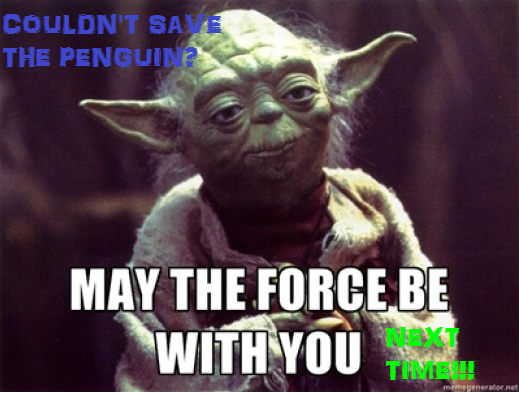 COULDN'T SAVE
THE PENGUIN?
MAY THE FORCE BE
WITH YOU
NEXT
TIME!!!
memegenerator.net